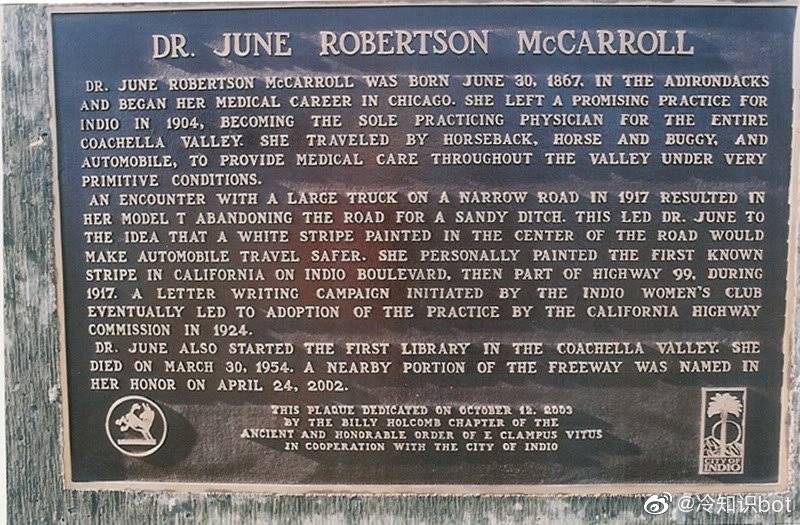 DR. JUNE ROBERTSON McCARROLL
DR. JUNE ROBERTSON McCARROLL WAS BORN JUNE 30, 1867, IN THE ADIRONDACKS
AND BEGAN HER MEDICAL CAREER IN CHICAGO. SHE LEFT A PROMISING PRACTICE FOR
INDIO IN 1904, BECOMING THE SOLE PRACTICING PHYSICIAN FOR THE ENTIRE
COACHELLA VALLEY. SHE TRAVELED BY HORSEBACK, HORSE AND BUGGY, AND
AUTOMOBILE, TO PROVIDE MEDICAL CARE THROUGHOUT THE VALLEY UNDER VERY
PRIMITIVE CONDITIONS.
AN ENCOUNTER WITH A LARGE TRUCK ON A NARROW ROAD IN 1917 RESULTED IN
HER MODEL T ABANDONING THE ROAD FOR A SANDY DITCH. THIS LED DR. JUNE TO
THE IDEA THAT A WHITE STRIPE PAINTED IN THE CENTER OF THE ROAD WOULD
MAKE AUTOMOBILE TRAVEL SAFER. SHE PERSONALLY PAINTED THE FIRST KNOWN
STRIPE IN CALIFORNIA ON INDIO BOULEVARD, THEN PART OF HIGHWAY 99, DURING
1917. A LETTER WRITING CAMPAIGN INITIATED BY THE INDIO WOMEN'S CLUB
EVENTUALLY LED TO ADOPTION OF THE PRACTICE BY THE CALIFORNIA HIGHWAY
COMMISSION IN 1924.
DR. JUNE ALSO STARTED THE FIRST LIBRARY IN THE COACHELLA VALLEY. SHE
DIED ON MARCH 30, 1954. A NEARBY PORTION OF THE FREEWAY WAS NAMED IN
HER HONOR ON APRIL 24, 2002.
THIS PLAQUE DEDICATED ON OCTOBER 12, 2003
BY THE BILLY HOLCOMB CHAPTER OF THE
ANCIENT AND HONORABLE ORDER OF E CLAMPUS VITUS
IN COOPERATION WITH THE CITY OF INDIO
CITY OF
INDIO
@冷知识bot